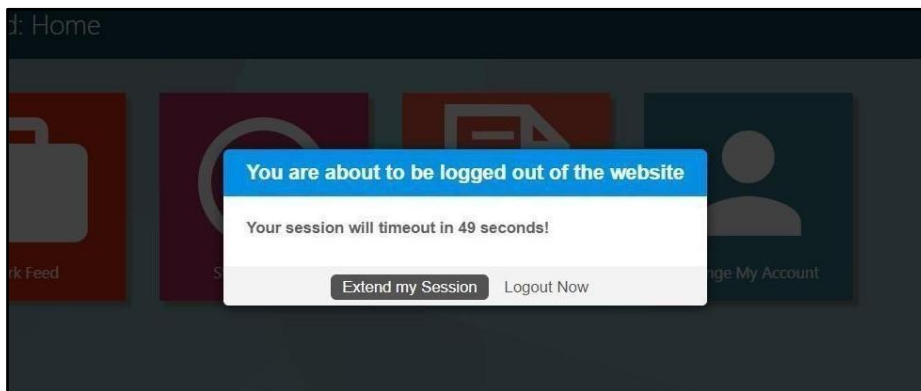 d: Home
You are about to be logged out of the website
Your session will timeout in 49 seconds!
Extend my Session Logout Now
rk Feed
S
nge My Account